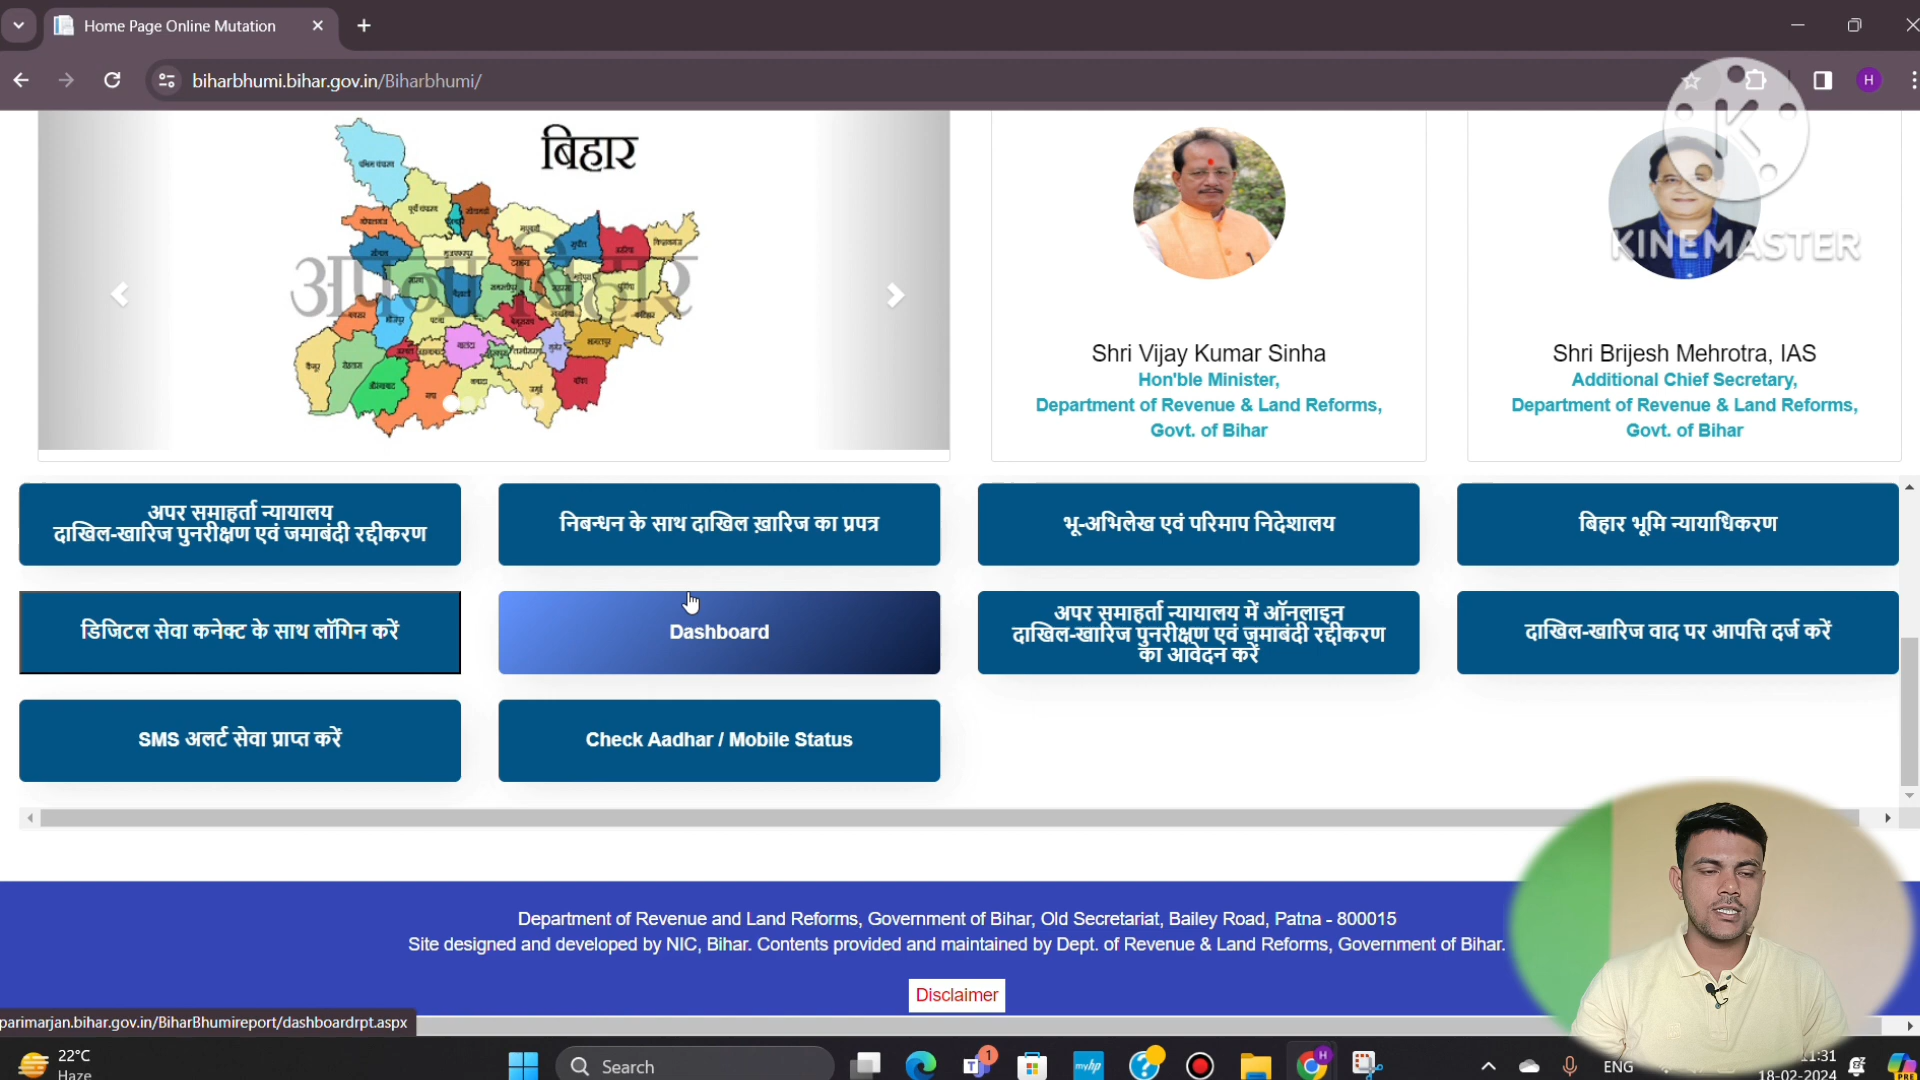 Home Page Online Mutation
biharbhumi.bihar.gov.in/Biharbhumi/
H
बिहार
KINEMASTER
Shri Vijay Kumar Sinha
Hon'ble Minister,
Department of Revenue & Land Reforms,
Govt. of Bihar
Shri Brijesh Mehrotra, IAS
Additional Chief Secretary,
Department of Revenue & Land Reforms,
Govt. of Bihar
अपर समाहर्ता न्यायालय
दाखिल-खारिज पुनरीक्षण एवं जमाबंदी रद्दीकरण
निबन्धन के साथ दाखिल ख़ारिज का प्रपत्र
भू-अभिलेख एवं परिमाप निदेशालय
बिहार भूमि न्यायाधिकरण
डिजिटल सेवा कनेक्ट के साथ लॉगिन करें
Dashboard
अपर समाहर्ता न्यायालय में ऑनलाइन
दाखिल-खारिज पुनरीक्षण एवं जमाबंदी रद्दीकरण
का आवेदन करें
दाखिल-खारिज वाद पर आपत्ति दर्ज करें
SMS अलर्ट सेवा प्राप्त करें
Check Aadhar / Mobile Status
Department of Revenue and Land Reforms, Government of Bihar, Old Secretariat, Bailey Road, Patna - 800015
Site designed and developed by NIC, Bihar. Contents provided and maintained by Dept. of Revenue & Land Reforms, Government of Bihar.
Disclaimer
parimarjan.bihar.gov.in/BiharBhumireport/dashboardrpt.aspx
22°C
Haze
Search
ENG
11:31
18-02-2024